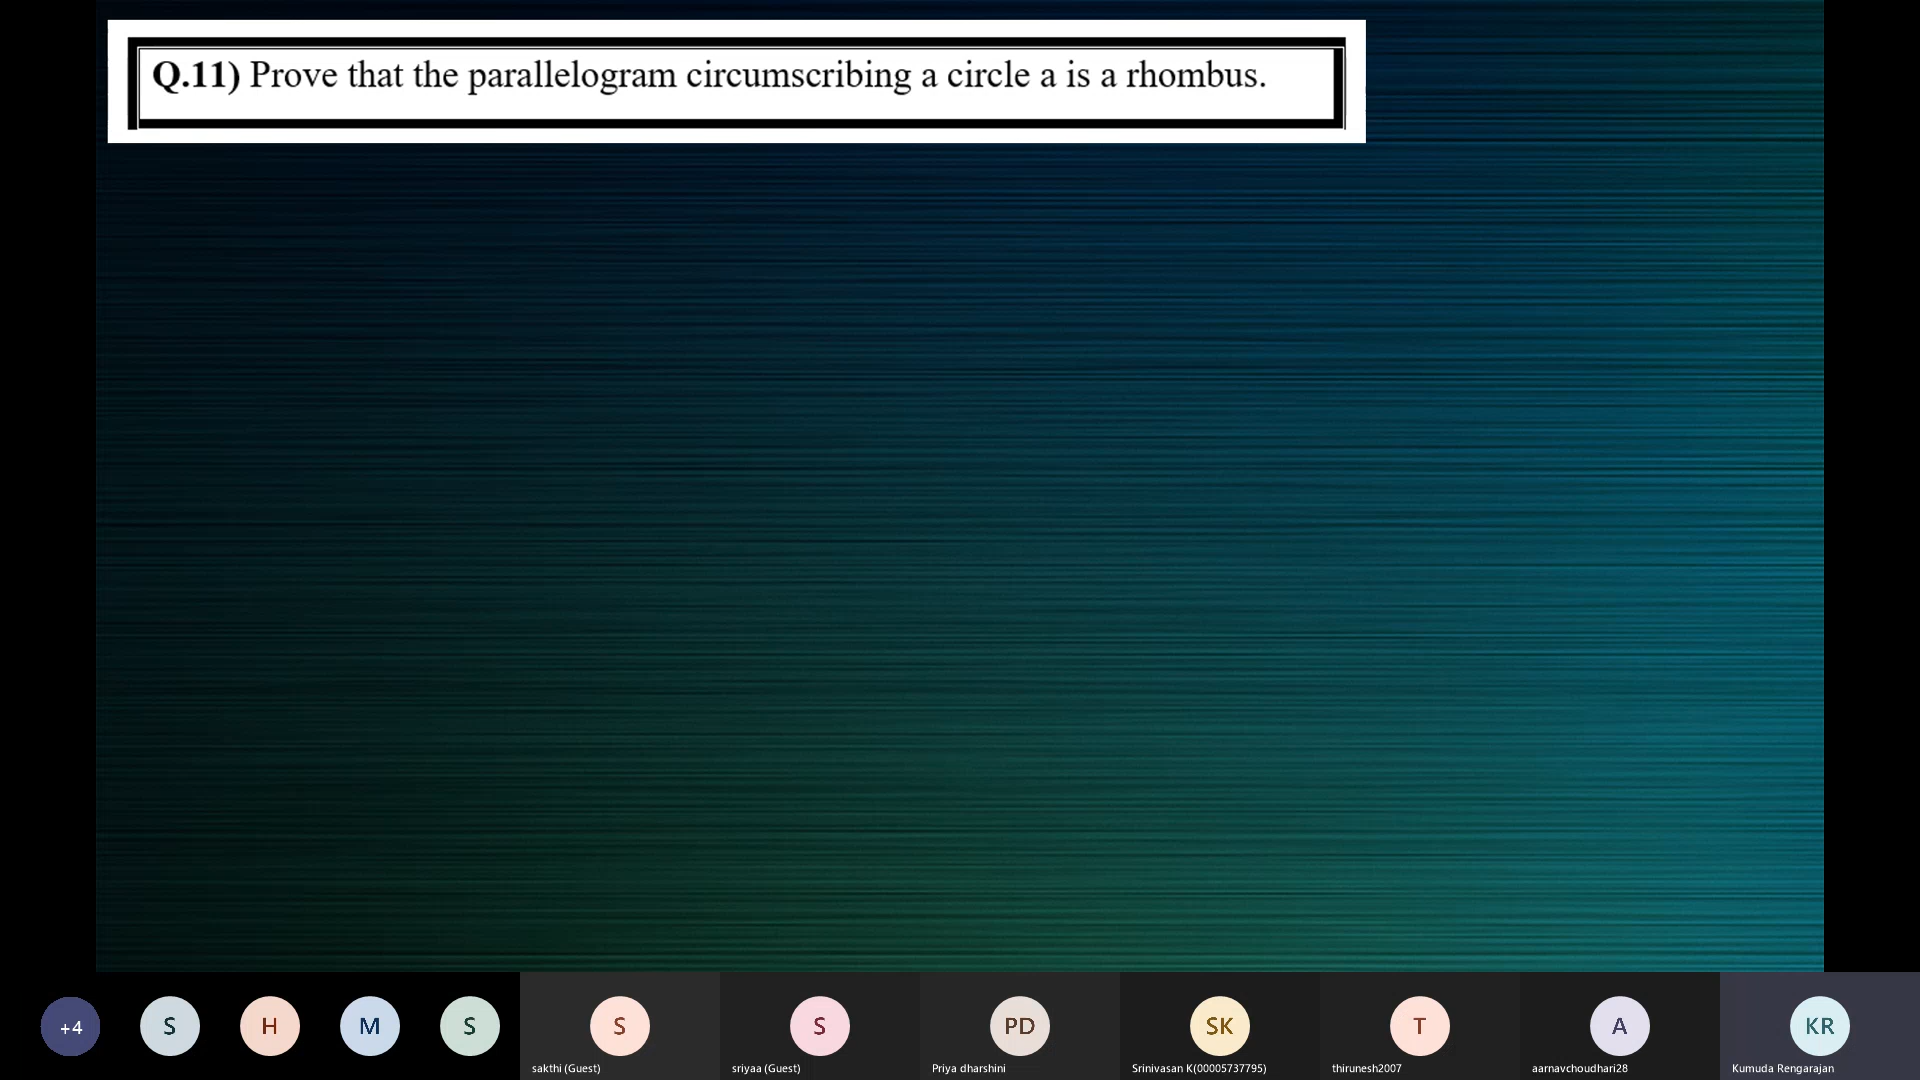 Q.11) Prove that the parallelogram circumscribing a circle a is a rhombus.
+4
S
H
M
S
S
S
PD
SK
T
A
KR
sakthi (Guest)
sriyaa (Guest)
Priya dharshini
Srinivasan K(00005737795)
thirunesh2007
aarnavchoudhari28
Kumuda Rengarajan